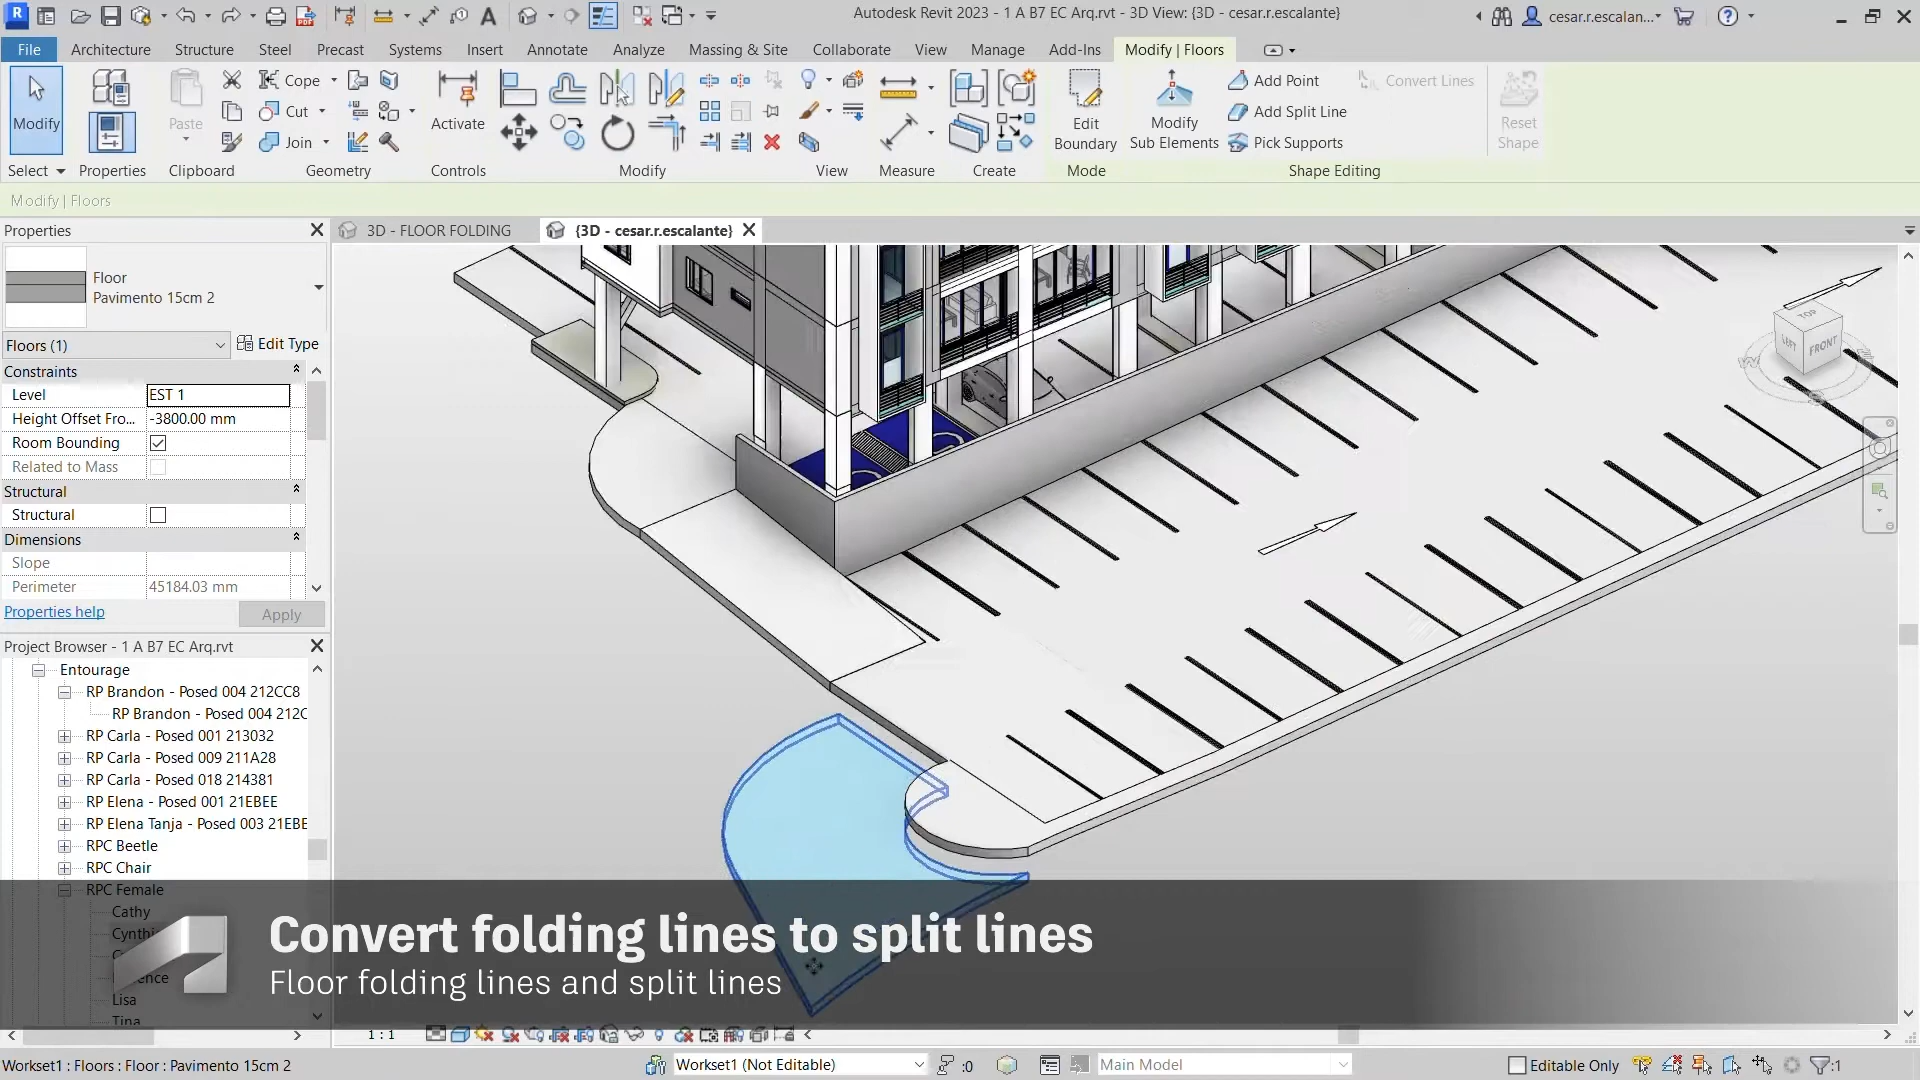 Autodesk Revit 2023 - 1 A B7 EC Arq.rvt - 3D View: {3D - cesar.r.escalante}
cesar.r.escalan...
File
Architecture
Structure
Steel
Precast
Systems
Insert
Annotate
Analyze
Massing & Site
Collaborate
View
Manage
Add-Ins
Modify | Floors
Modify
Paste
Cope
Cut
Join
Activate
Edit
Boundary
Modify
Sub Elements
Add Point
Add Split Line
Pick Supports
Convert Lines
Reset
Shape
Select
Properties
Clipboard
Geometry
Controls
Modify
View
Measure
Create
Mode
Shape Editing
Modify | Floors
Properties
3D - FLOOR FOLDING
{3D - cesar.r.escalante}
Floor
Pavimento 15cm 2
Floors (1)
Edit Type
Constraints
Level
EST 1
Height Offset Fro...
-3800.00 mm
Room Bounding
Related to Mass
Structural
Structural
Dimensions
Slope
Perimeter
45184.03 mm
Properties help
Apply
Project Browser - 1 A B7 EC Arq.rvt
Entourage
RP Brandon - Posed 004 212CC8
RP Brandon - Posed 004 212C
RP Carla - Posed 001 213032
RP Carla - Posed 009 211A28
RP Carla - Posed 018 214381
RP Elena - Posed 001 21EBEE
RP Elena Tanja - Posed 003 21EBE
RPC Beetle
RPC Chair
RPC Female
Cathy
Lisa
Tina
TOP
LEFT
FRONT
Convert folding lines to split lines
Floor folding lines and split lines
1 : 1
Workset1 : Floors : Floor : Pavimento 15cm 2
Workset1 (Not Editable)
:0
Main Model
Editable Only
:1